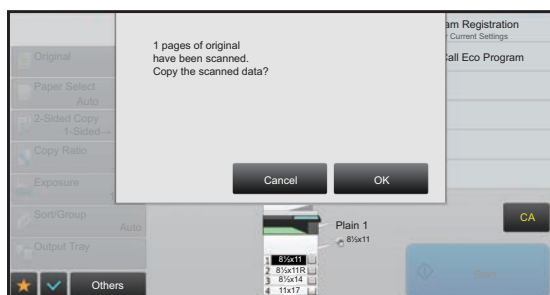 am Registration
r Current Settings
Call Eco Program
1 pages of original
have been scanned.
Copy the scanned data?
Cancel
OK
Original
Paper Select
Auto
2-Sided Copy
1-Sided→
Copy Ratio
Exposure
Sort/Group
Auto
Output Tray
Others
Plain 1
8½x11
1 8½x11
2 8½x11R
3 8½x14
4 11x17
CA
Start